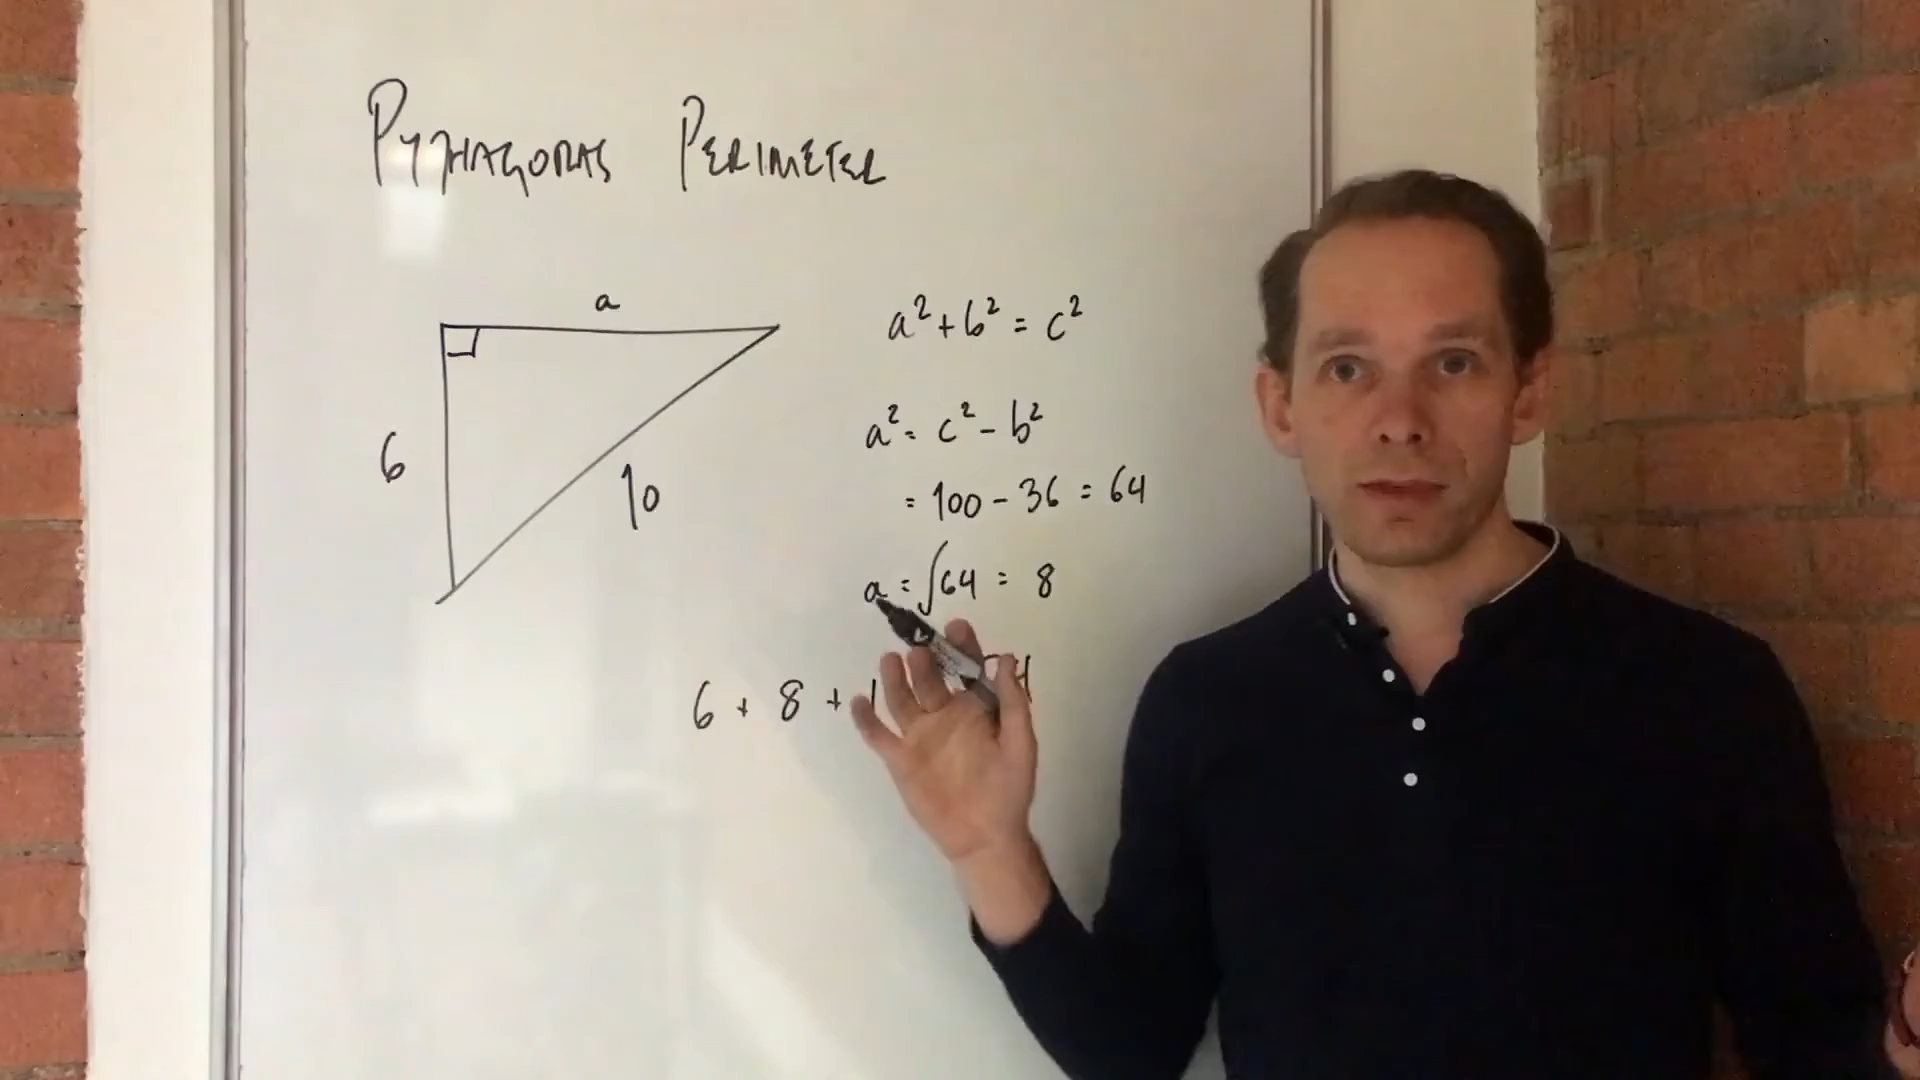 PYTHAGORAS PERIMETER
a
a² + b² = c²
6
10
a² = c² - b²
= 100 - 36 = 64
a = √64 = 8
6 + 8 +